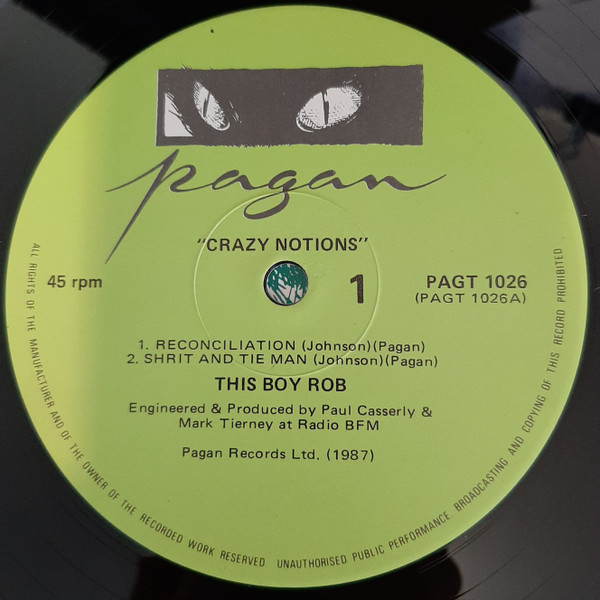 pagan
"CRAZY NOTIONS"
45 rpm
1
PAGT 1026
(PAGT 1026A)
1. RECONCILIATION (Johnson)(Pagan)
2. SHRIT AND TIE MAN (Johnson)(Pagan)
THIS BOY ROB
Engineered & Produced by Paul Casserly &
Mark Tierney at Radio BFM
Pagan Records Ltd. (1987)
ALL RIGHTS OF THE MANUFACTURER AND OF THE OWNER OF THE RECORDED WORK RESERVED UNAUTHORISED PUBLIC PERFORMANCE, BROADCASTING AND COPYING OF THIS RECORD PROHIBITED